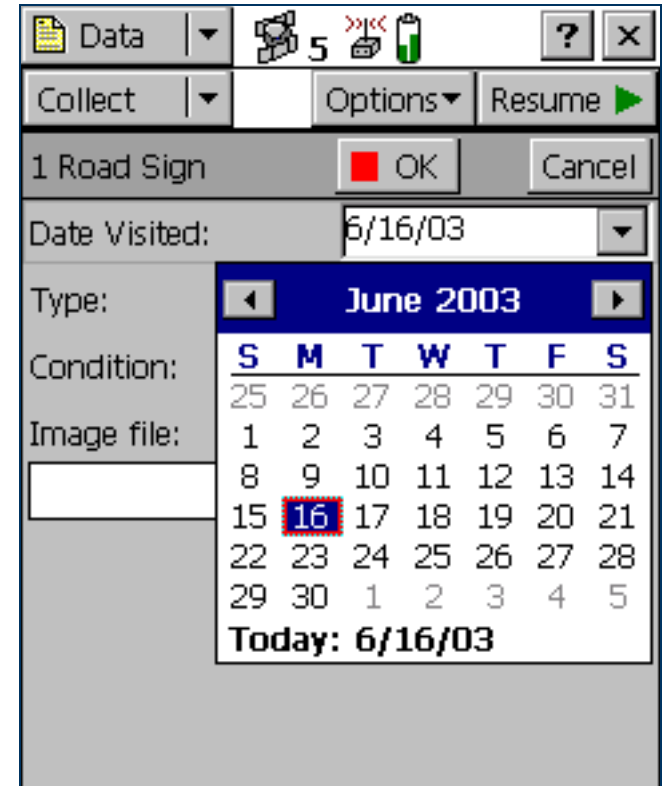 Data 5 ? ×
Collect Options Resume
1 Road Sign OK Cancel
Date Visited: 6/16/03
Type:
Condition:
Image file:
June 2003
S M T W T F S
25 26 27 28 29 30 31
1 2 3 4 5 6 7
8 9 10 11 12 13 14
15 16 17 18 19 20 21
22 23 24 25 26 27 28
29 30 1 2 3 4 5
Today: 6/16/03